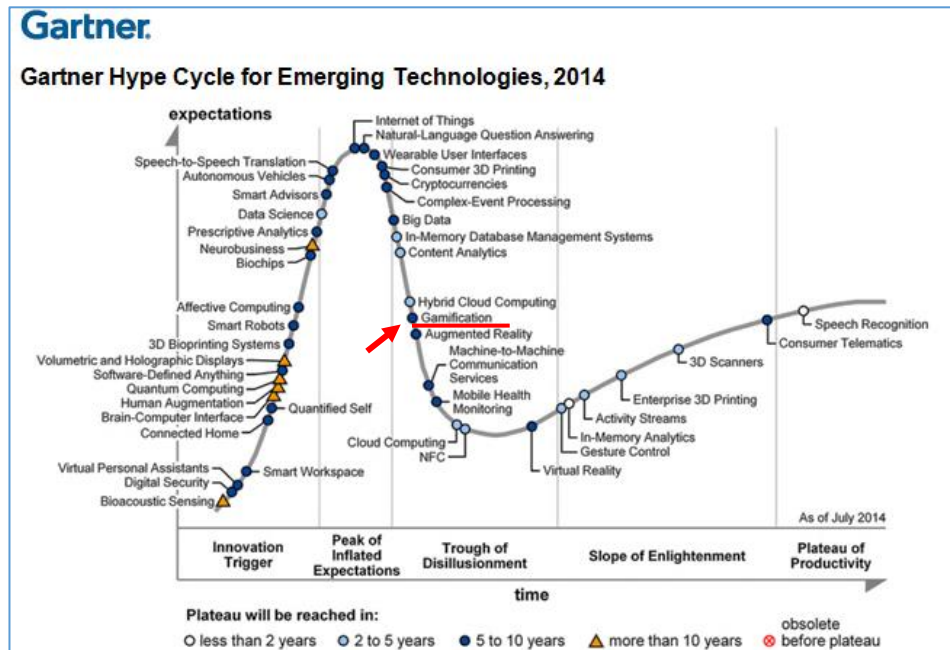 Gartner.
Gartner Hype Cycle for Emerging Technologies, 2014
expectations
Internet of Things
Natural-Language Question Answering
Wearable User Interfaces
Consumer 3D Printing
Cryptocurrencies
Complex-Event Processing
Speech-to-Speech Translation
Autonomous Vehicles
Smart Advisors
Data Science
Prescriptive Analytics
Neurobusiness
Biochips
Big Data
In-Memory Database Management Systems
Content Analytics
Hybrid Cloud Computing
Gamification
Augmented Reality
Machine-to-Machine
Communication
Services
Mobile Health
Monitoring
Affective Computing
Smart Robots
3D Bioprinting Systems
Volumetric and Holographic Displays
Software-Defined Anything
Quantum Computing
Human Augmentation
Brain-Computer Interface
Connected Home
Quantified Self
Cloud Computing
NFC
Virtual Personal Assistants
Digital Security
Bioacoustic Sensing
Smart Workspace
Virtual Reality
Speech Recognition
Consumer Telematics
3D Scanners
Enterprise 3D Printing
Activity Streams
In-Memory Analytics
Gesture Control
As of July 2014
Innovation
Trigger
Peak of
Inflated
Expectations
Trough of
Disillusionment
Slope of Enlightenment
Plateau of
Productivity
time
Plateau will be reached in:
less than 2 years
2 to 5 years
5 to 10 years
more than 10 years
obsolete
before plateau